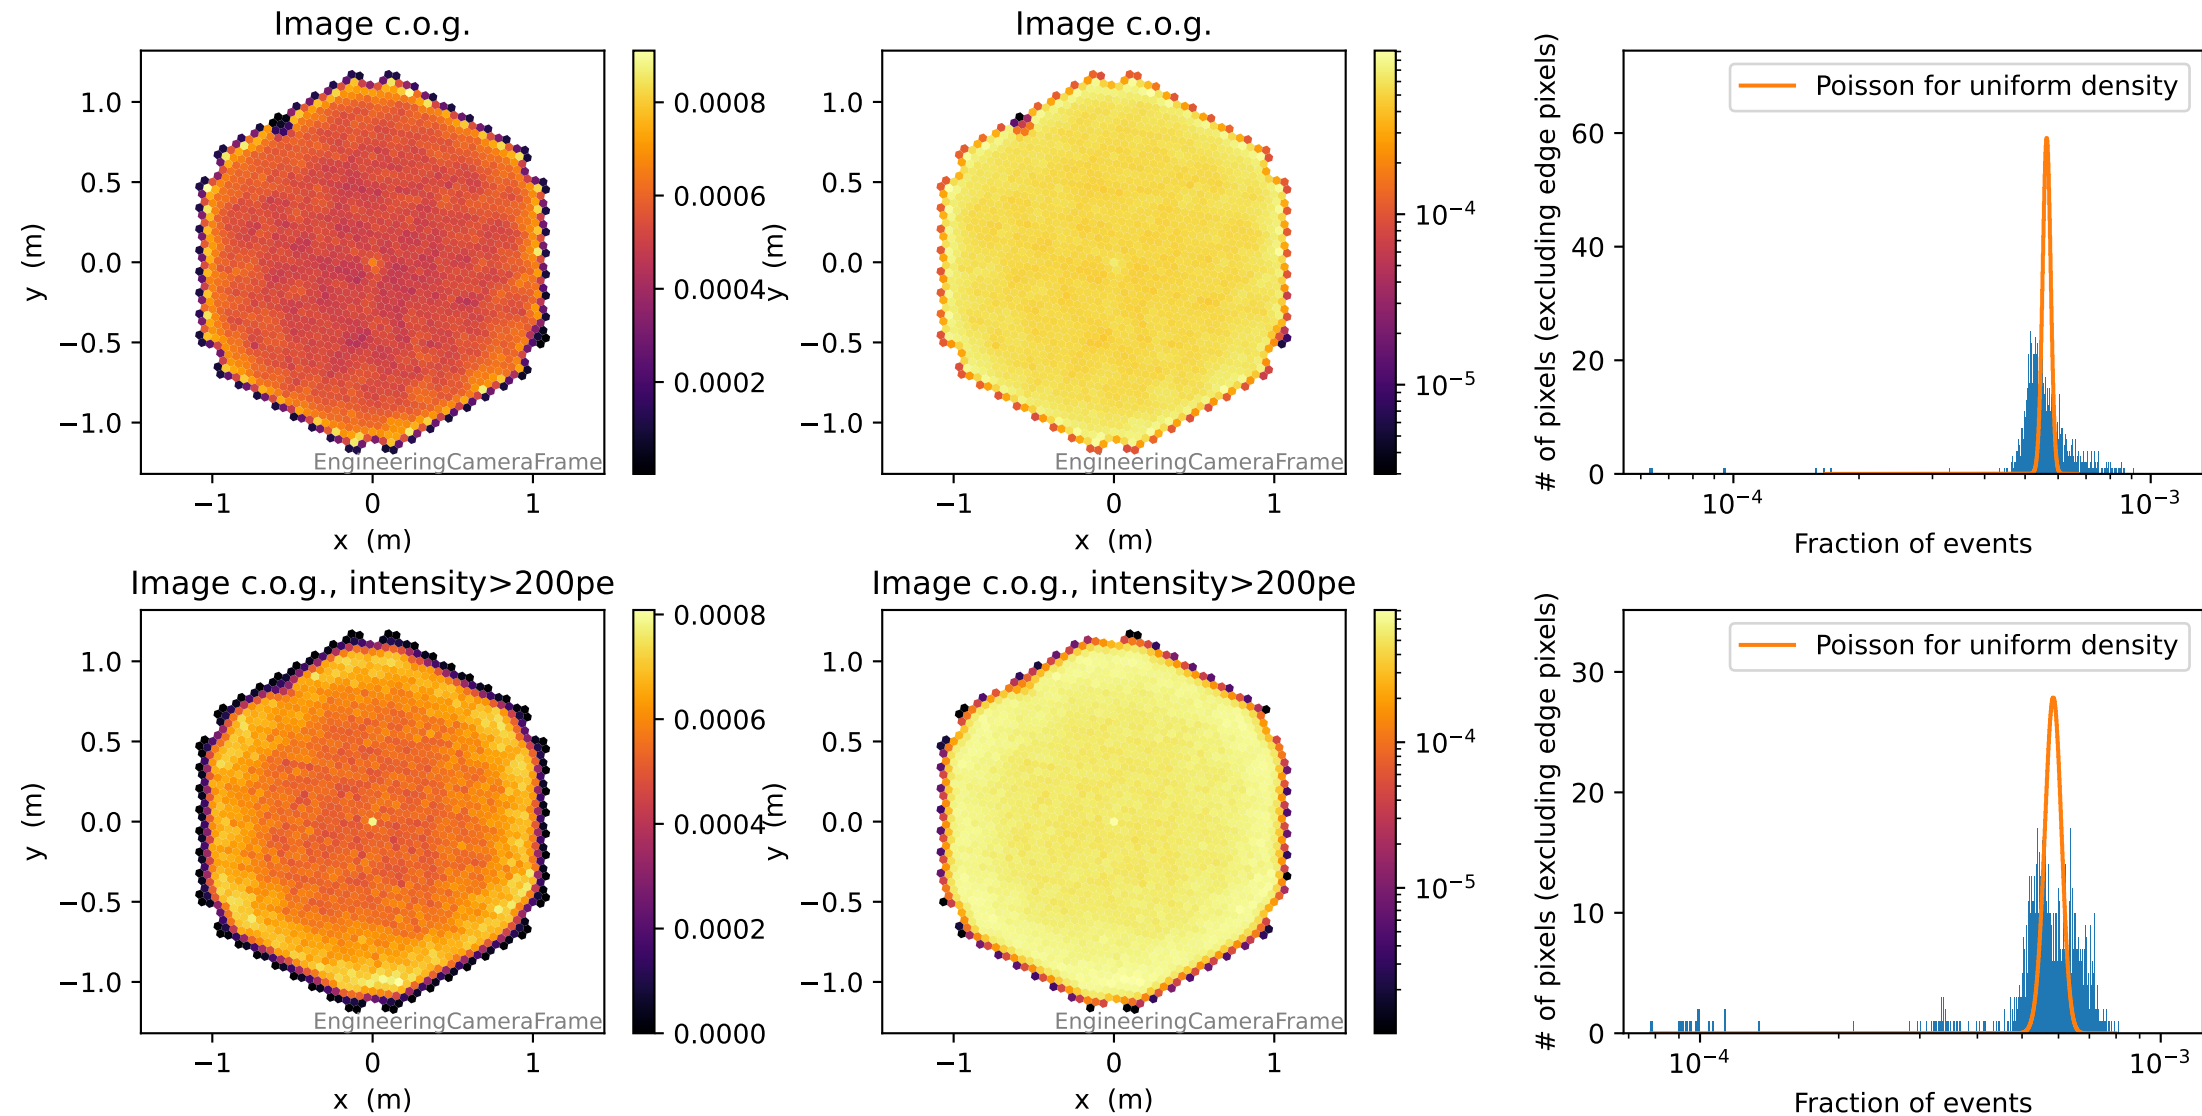 Image c.o.g.
1.0
0.5
0.0
−0.5
−1.0
y (m)
−1
0
1
x (m)
EngineeringCameraFrame
0.0008
0.0006
0.0004
0.0002
Image c.o.g.
1.0
0.5
0.0
−0.5
−1.0
y (m)
−1
0
1
x (m)
EngineeringCameraFrame
10⁻⁴
10⁻⁵
Poisson for uniform density
# of pixels (excluding edge pixels)
60
40
20
0
10⁻⁴
10⁻³
Fraction of events
Image c.o.g., intensity>200pe
1.0
0.5
0.0
−0.5
−1.0
y (m)
−1
0
1
x (m)
EngineeringCameraFrame
0.0008
0.0006
0.0004
0.0002
0.0000
Image c.o.g., intensity>200pe
1.0
0.5
0.0
−0.5
−1.0
y (m)
−1
0
1
x (m)
EngineeringCameraFrame
10⁻⁴
10⁻⁵
Poisson for uniform density
# of pixels (excluding edge pixels)
30
20
10
0
10⁻⁴
10⁻³
Fraction of events